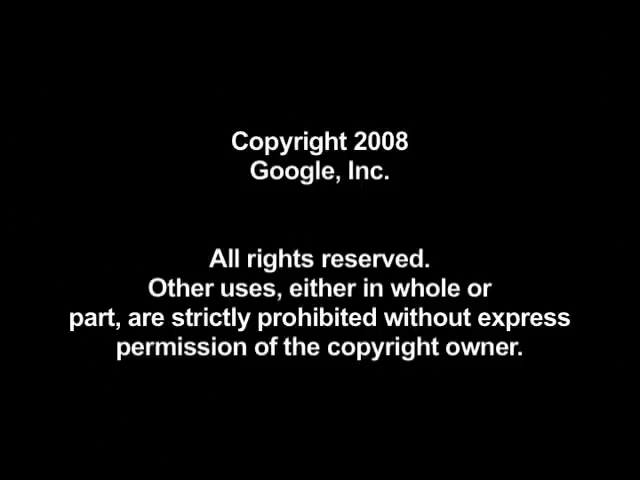 Copyright 2008
Google, Inc.
All rights reserved.
Other uses, either in whole or
part, are strictly prohibited without express
permission of the copyright owner.